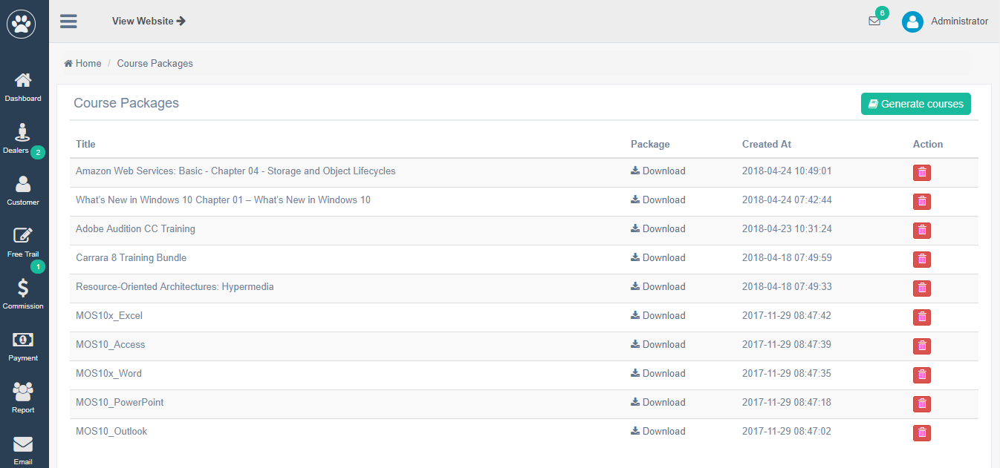 View Website
6
Administrator
Home / Course Packages
Dashboard
Dealers 2
Customer
Free Trail
1
Commission
Payment
Report
Email
Course Packages
Generate courses
Title Package Created At Action
Amazon Web Services: Basic - Chapter 04 - Storage and Object Lifecycles Download 2018-04-24 10:49:01
What's New in Windows 10 Chapter 01 – What's New in Windows 10 Download 2018-04-24 07:42:44
Adobe Audition CC Training Download 2018-04-23 10:31:24
Carrara 8 Training Bundle Download 2018-04-18 07:49:59
Resource-Oriented Architectures: Hypermedia Download 2018-04-18 07:49:33
MOS10x_Excel Download 2017-11-29 08:47:42
MOS10_Access Download 2017-11-29 08:47:39
MOS10x_Word Download 2017-11-29 08:47:35
MOS10_PowerPoint Download 2017-11-29 08:47:18
MOS10_Outlook Download 2017-11-29 08:47:02